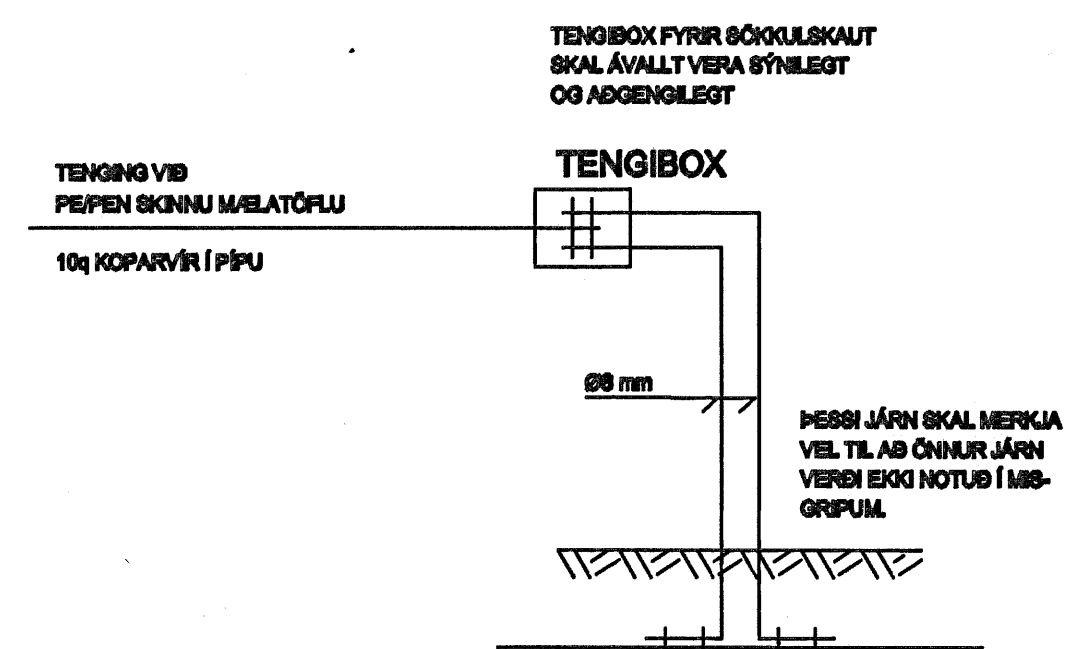 TENGIBOX FYRIR SÖKKULSKAUT
SKAL ÁVALLT VERA SÝNILEGT
OG AÐGENGILEGT
TENGIBOX
TENGING VIÐ
PE/PEN SKINNU MÆLATÖFLU
10q KOPARVÍR Í PÍPU
Ø8 mm
ÞESSI JÁRN SKAL MERKJA
VEL TIL AÐ ÖNNUR JÁRN
VERÐI EKKI NOTUÐ Í MIS-
GRIPUM.